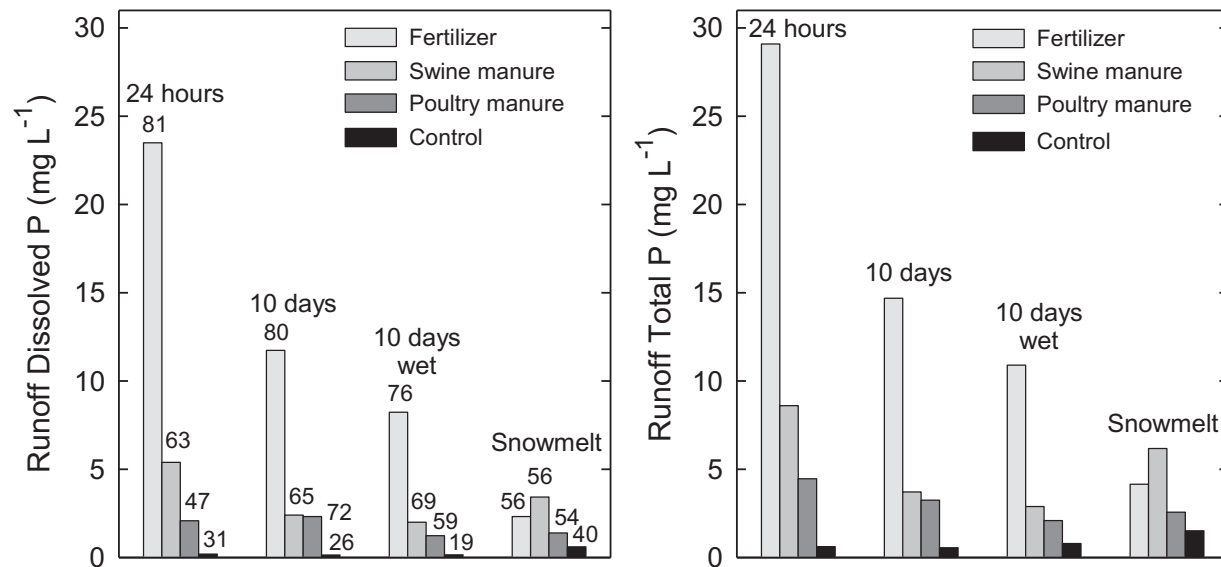 Runoff Dissolved P (mg L⁻¹)
30
25
20
15
10
5
0
Fertilizer
Swine manure
Poultry manure
Control
24 hours
81
63
47
31
10 days
80
65
72
26
10 days
wet
76
69
59
19
Snowmelt
56
56
54
40
Runoff Total P (mg L⁻¹)
30
25
20
15
10
5
0
Fertilizer
Swine manure
Poultry manure
Control
24 hours
10 days
10 days
wet
Snowmelt